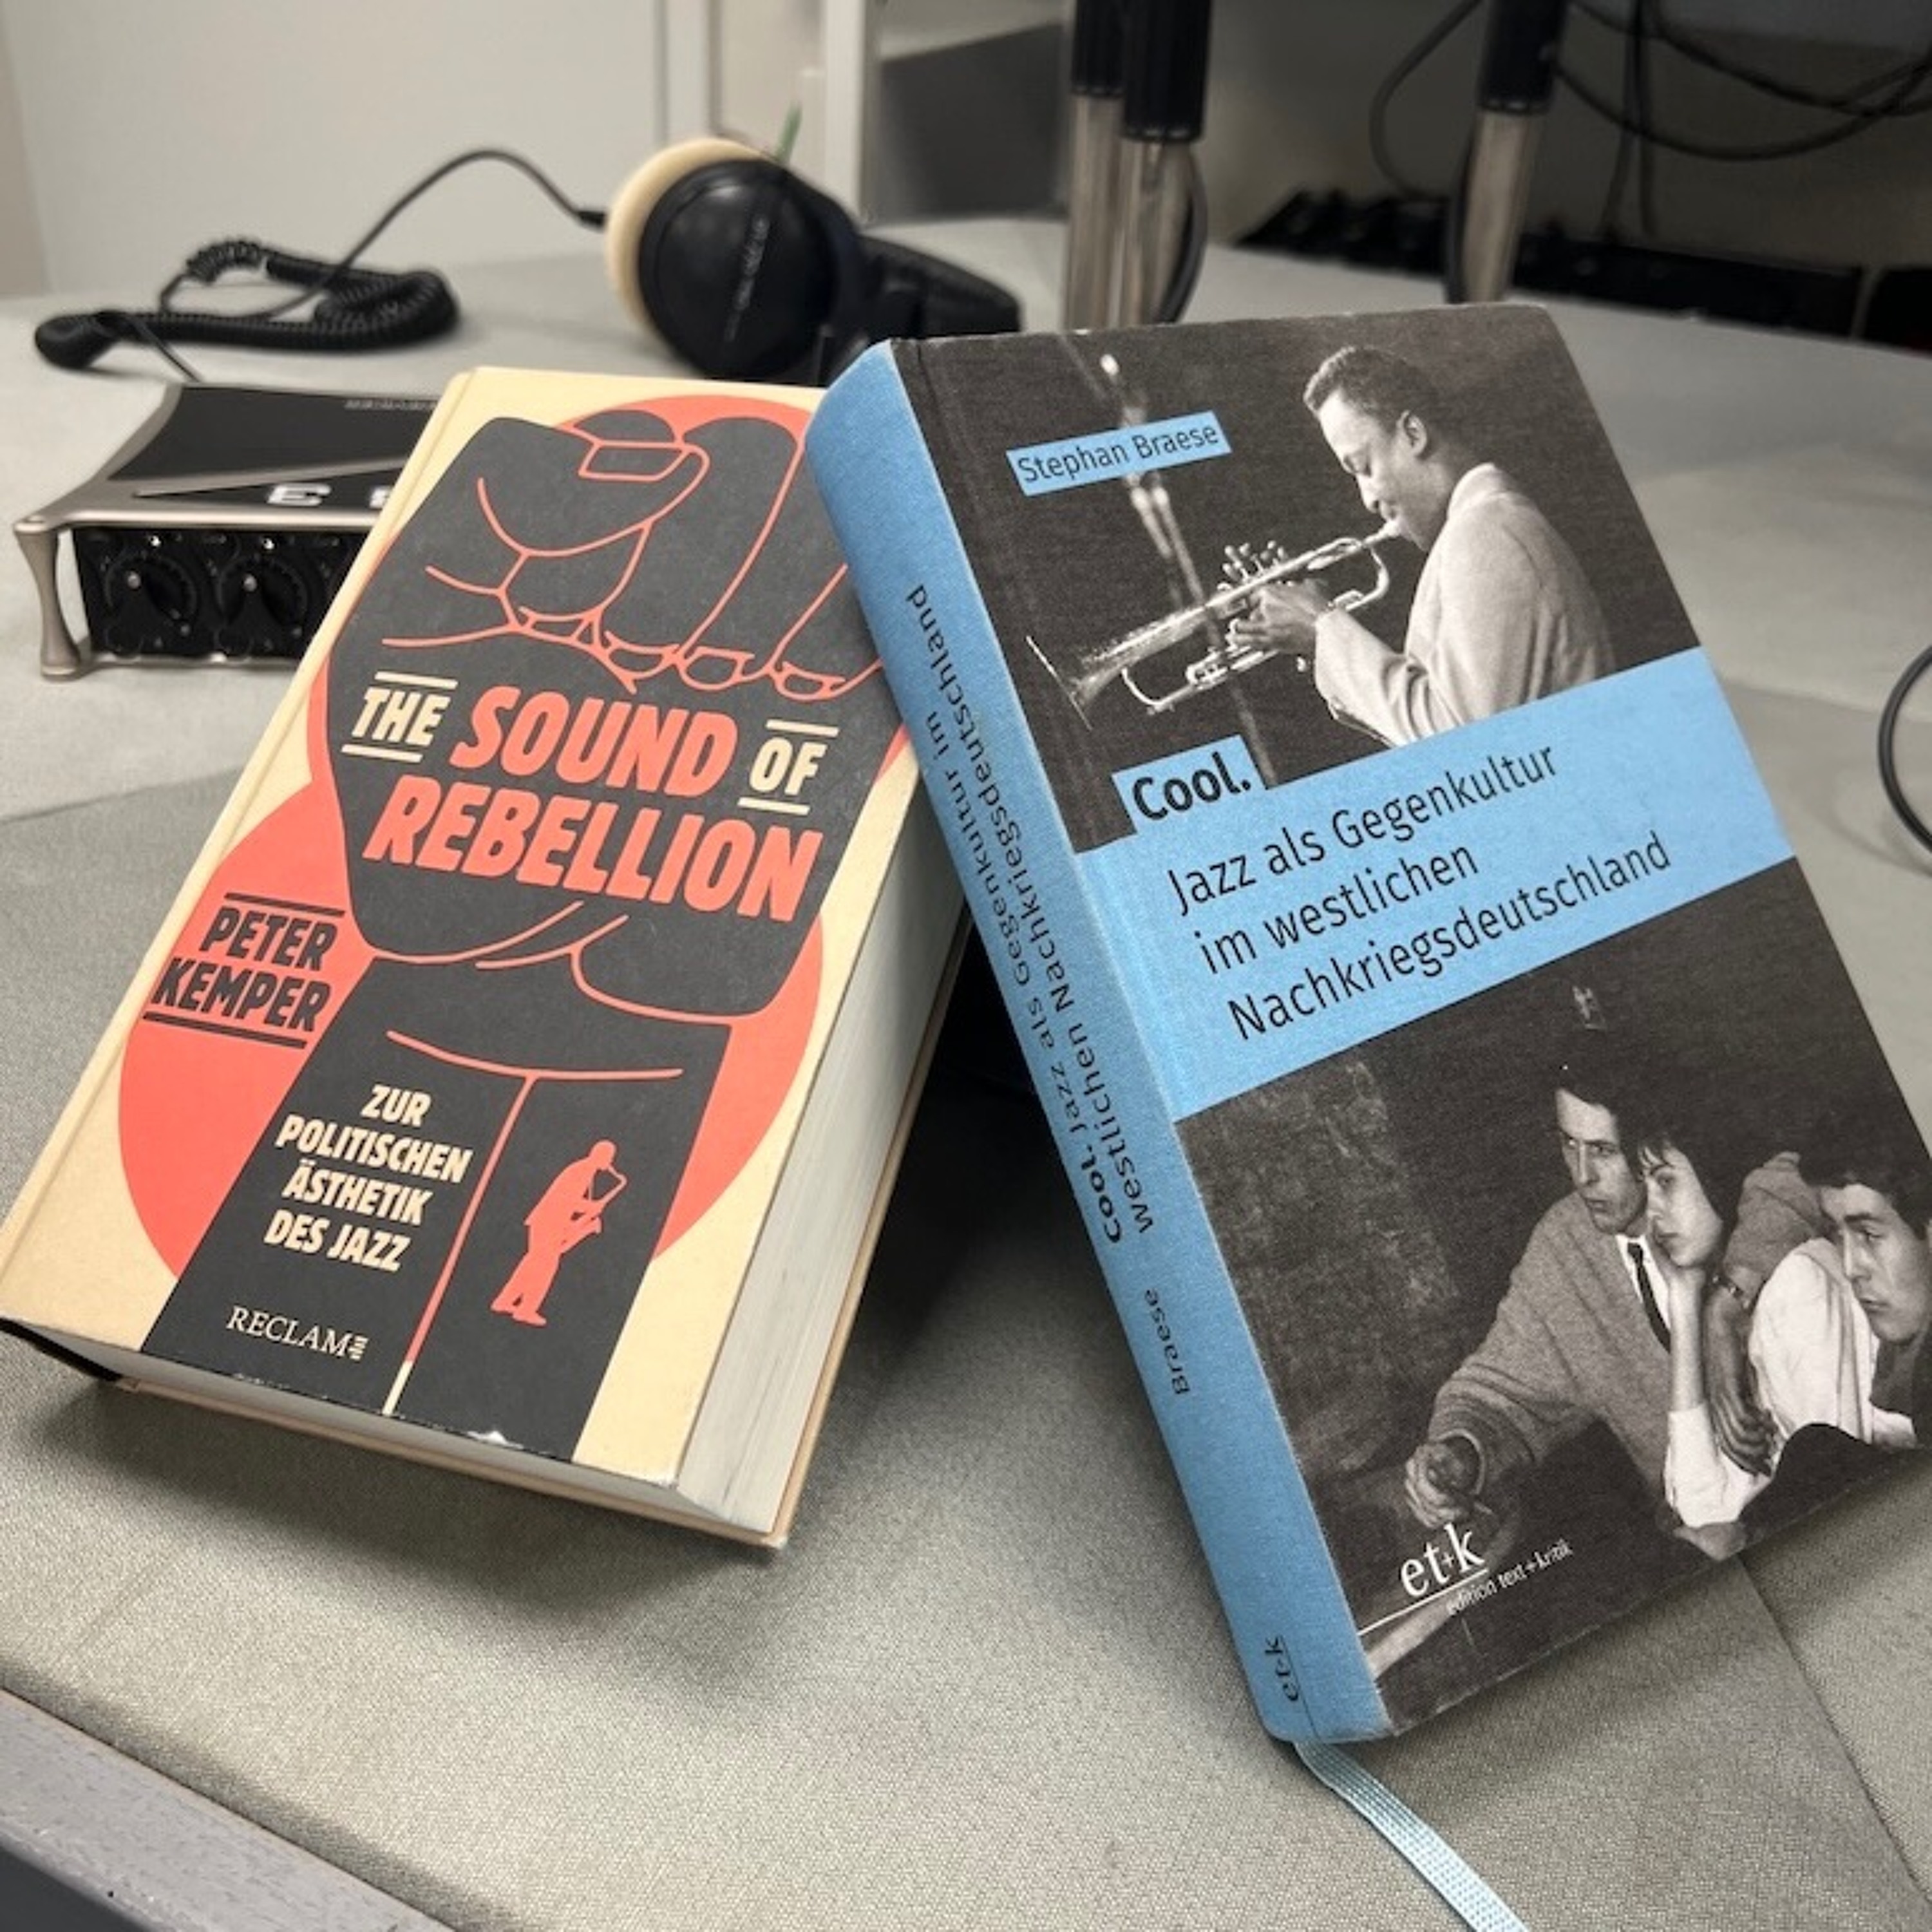 THE SOUND OF
REBELLION
PETER
KEMPER
ZUR
POLITISCHEN
ÄSTHETIK
DES JAZZ
RECLAM
Stephan Braese
Cool.
Jazz als Gegenkultur
im westlichen
Nachkriegsdeutschland
et+k
edition text+kritik
Cool. Jazz als Gegenkultur im
westlichen Nachkriegsdeutschland
Braese
et+k